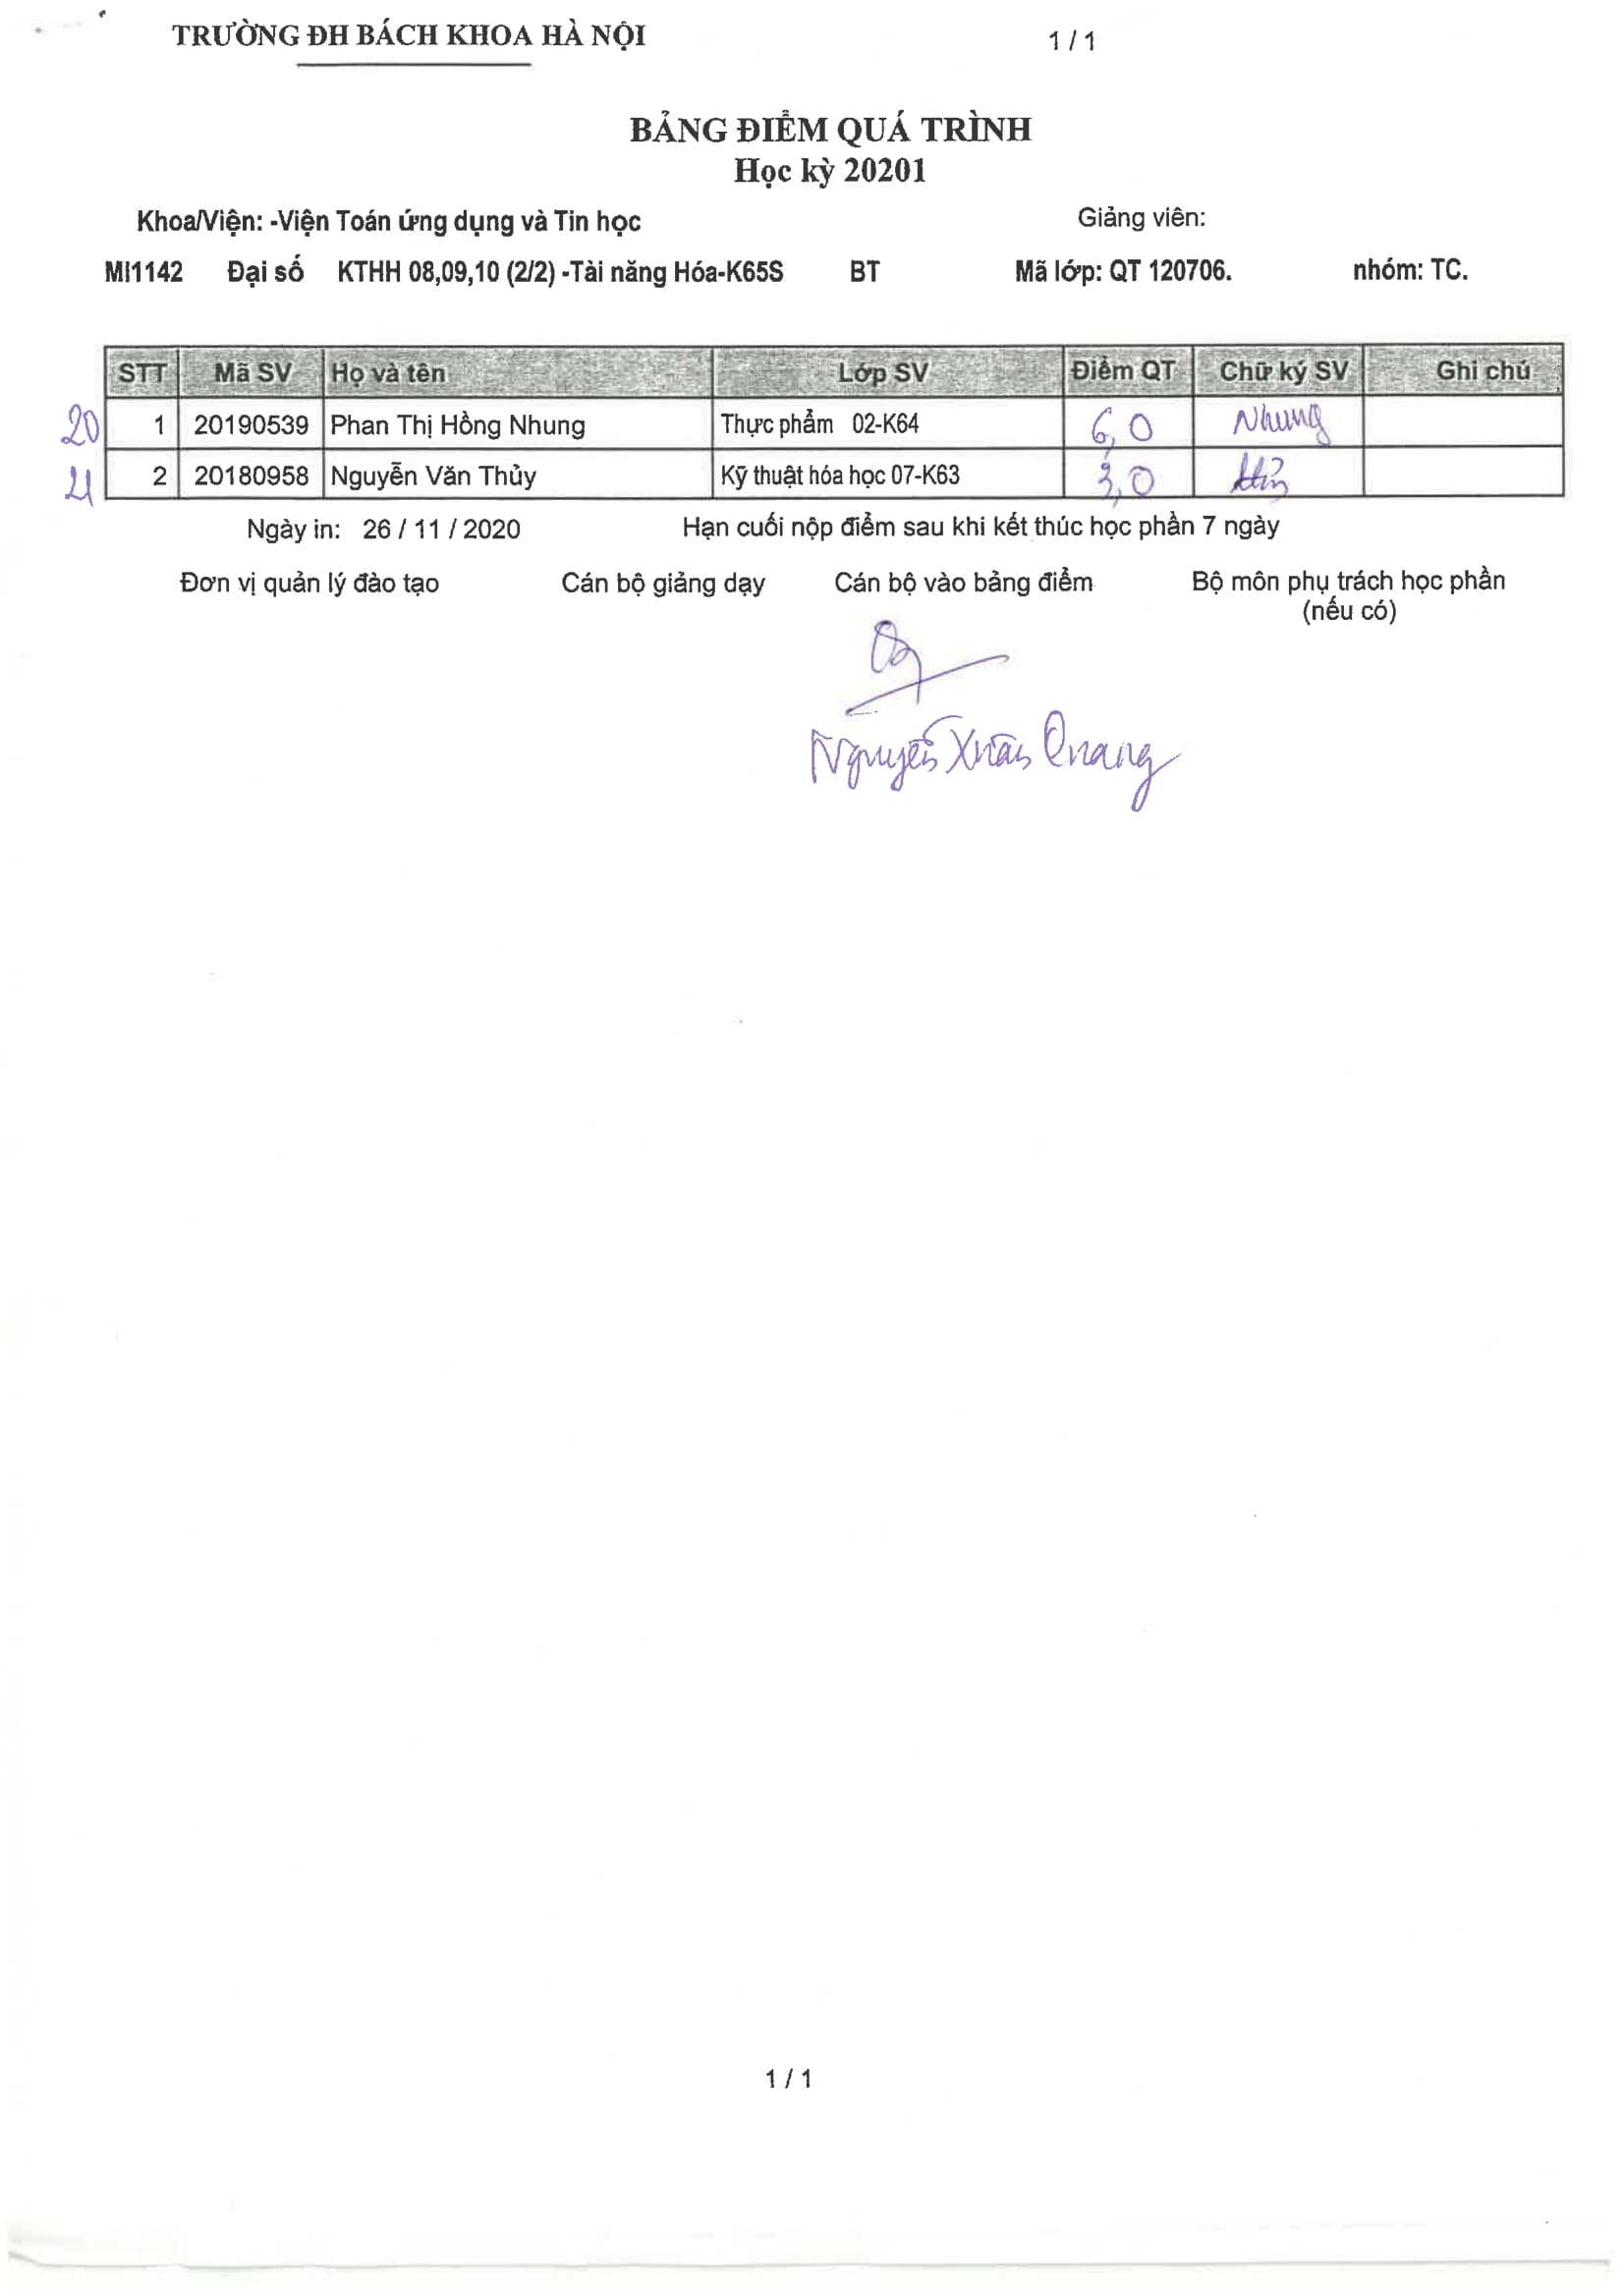 TRƯỜNG ĐH BÁCH KHOA HÀ NỘI 1 / 1
BẢNG ĐIỂM QUÁ TRÌNH
Học kỳ 20201
Khoa/Viện: -Viện Toán ứng dụng và Tin học Giảng viên:
MI1142 Đại số KTHH 08,09,10 (2/2) -Tài năng Hóa-K65S BT Mã lớp: QT 120706. nhóm: TC.
STT Mã SV Họ và tên Lớp SV Điểm QT Chữ ký SV Ghi chú
20 1 20190539 Phan Thị Hồng Nhung Thực phẩm 02-K64 6,0 Nhung
21 2 20180958 Nguyễn Văn Thủy Kỹ thuật hóa học 07-K63 3,0
Ngày in: 26 / 11 / 2020 Hạn cuối nộp điểm sau khi kết thúc học phần 7 ngày
Đơn vị quản lý đào tạo Cán bộ giảng dạy Cán bộ vào bảng điểm Bộ môn phụ trách học phần
(nếu có)
Nguyễn Xuân Quang
1 / 1